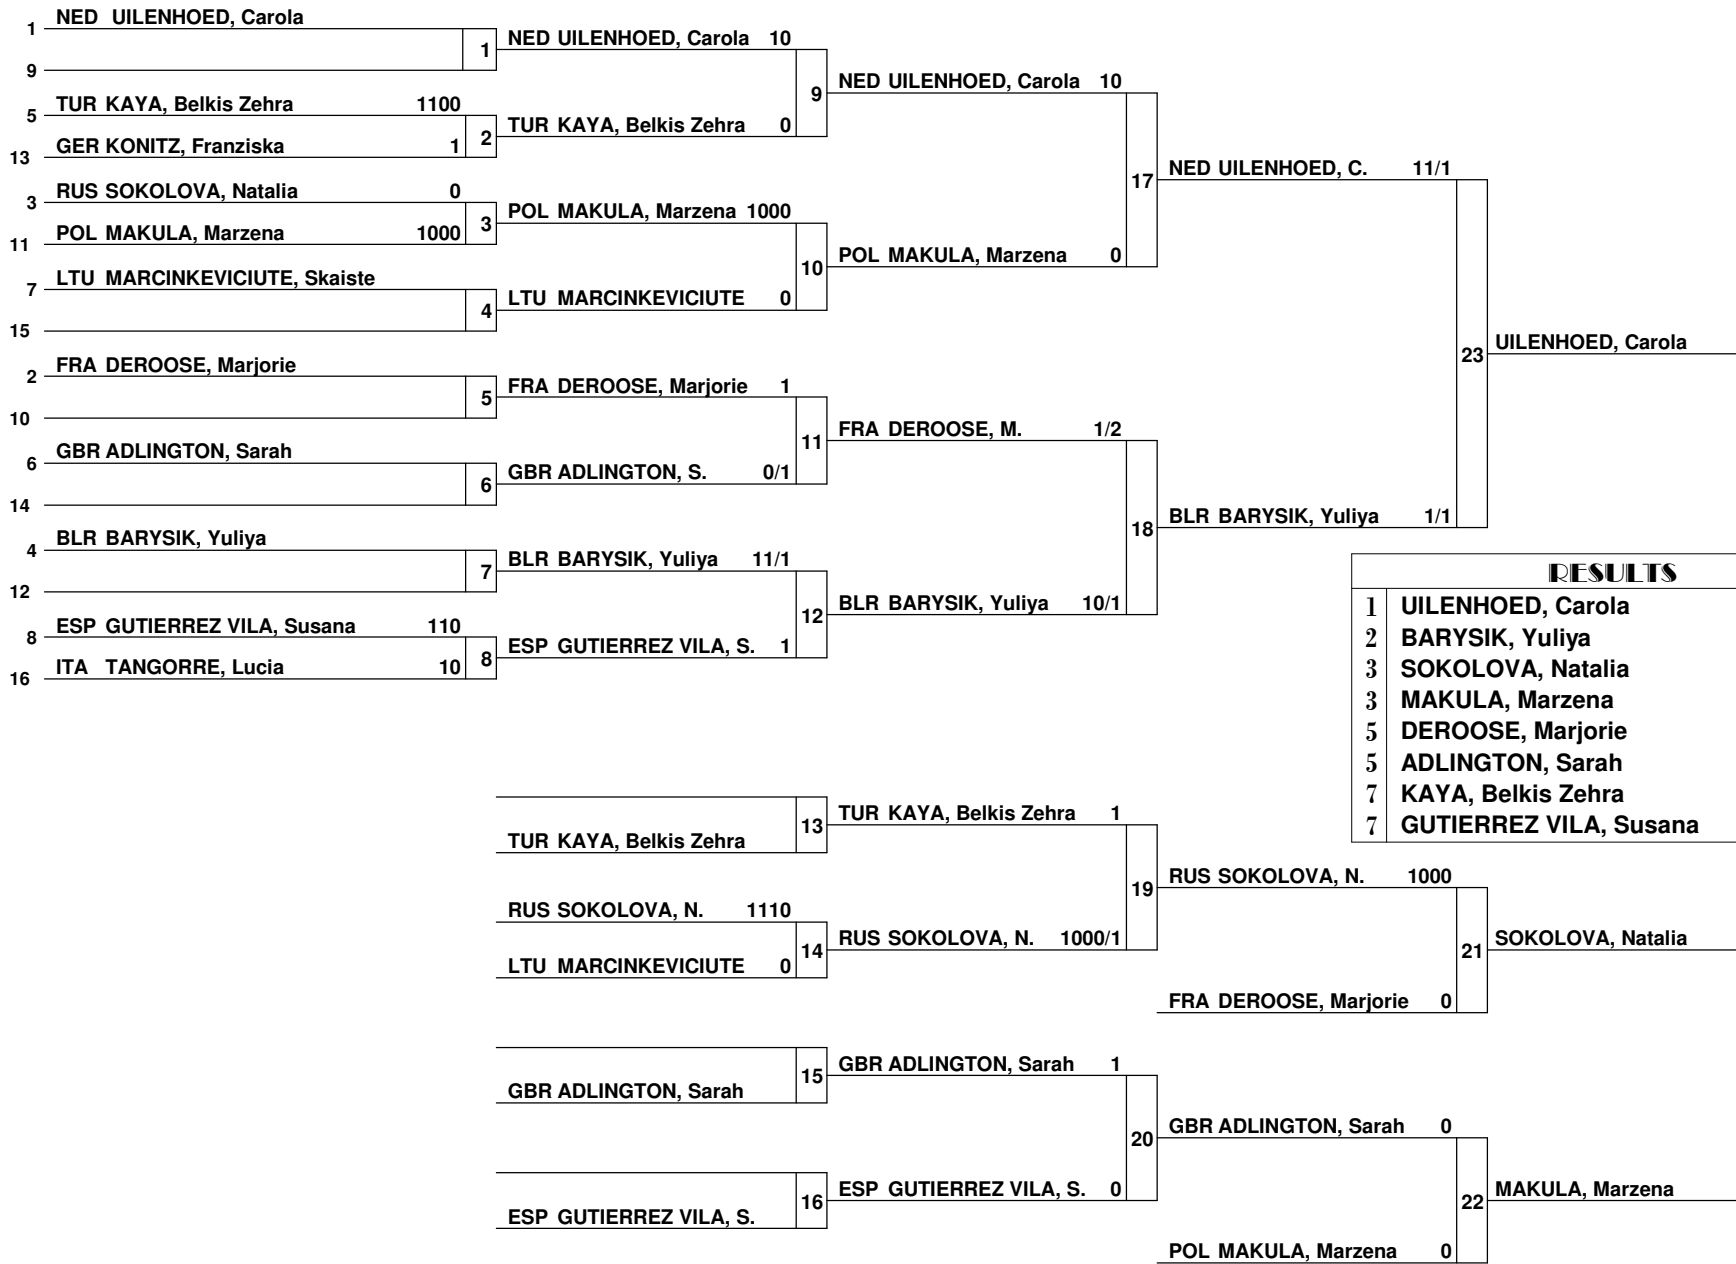 1 NED UILENHOED, Carola
9
1
5 TUR KAYA, Belkis Zehra 1100
13 GER KONITZ, Franziska 1
2
3 RUS SOKOLOVA, Natalia 0
11 POL MAKULA, Marzena 1000
3
7 LTU MARCINKEVICIUTE, Skaiste
15
4
2 FRA DEROOSE, Marjorie
10
5
6 GBR ADLINGTON, Sarah
14
6
4 BLR BARYSIK, Yuliya
12
7
8 ESP GUTIERREZ VILA, Susana 110
16 ITA TANGORRE, Lucia 10
8
NED UILENHOED, Carola 10
TUR KAYA, Belkis Zehra 0
9
POL MAKULA, Marzena 1000
LTU MARCINKEVICIUTE 0
10
FRA DEROOSE, Marjorie 1
GBR ADLINGTON, S. 0/1
11
BLR BARYSIK, Yuliya 11/1
ESP GUTIERREZ VILA, S. 1
12
NED UILENHOED, Carola 10
POL MAKULA, Marzena 0
17
FRA DEROOSE, M. 1/2
BLR BARYSIK, Yuliya 10/1
18
NED UILENHOED, C. 11/1
BLR BARYSIK, Yuliya 1/1
23
UILENHOED, Carola
RESULTS
1 UILENHOED, Carola
2 BARYSIK, Yuliya
3 SOKOLOVA, Natalia
3 MAKULA, Marzena
5 DEROOSE, Marjorie
5 ADLINGTON, Sarah
7 KAYA, Belkis Zehra
7 GUTIERREZ VILA, Susana
TUR KAYA, Belkis Zehra
13
RUS SOKOLOVA, N. 1110
LTU MARCINKEVICIUTE 0
14
TUR KAYA, Belkis Zehra 1
RUS SOKOLOVA, N. 1000/1
19
RUS SOKOLOVA, N. 1000
FRA DEROOSE, Marjorie 0
21
SOKOLOVA, Natalia
GBR ADLINGTON, Sarah
15
ESP GUTIERREZ VILA, S.
16
GBR ADLINGTON, Sarah 1
ESP GUTIERREZ VILA, S. 0
20
GBR ADLINGTON, Sarah 0
POL MAKULA, Marzena 0
22
MAKULA, Marzena